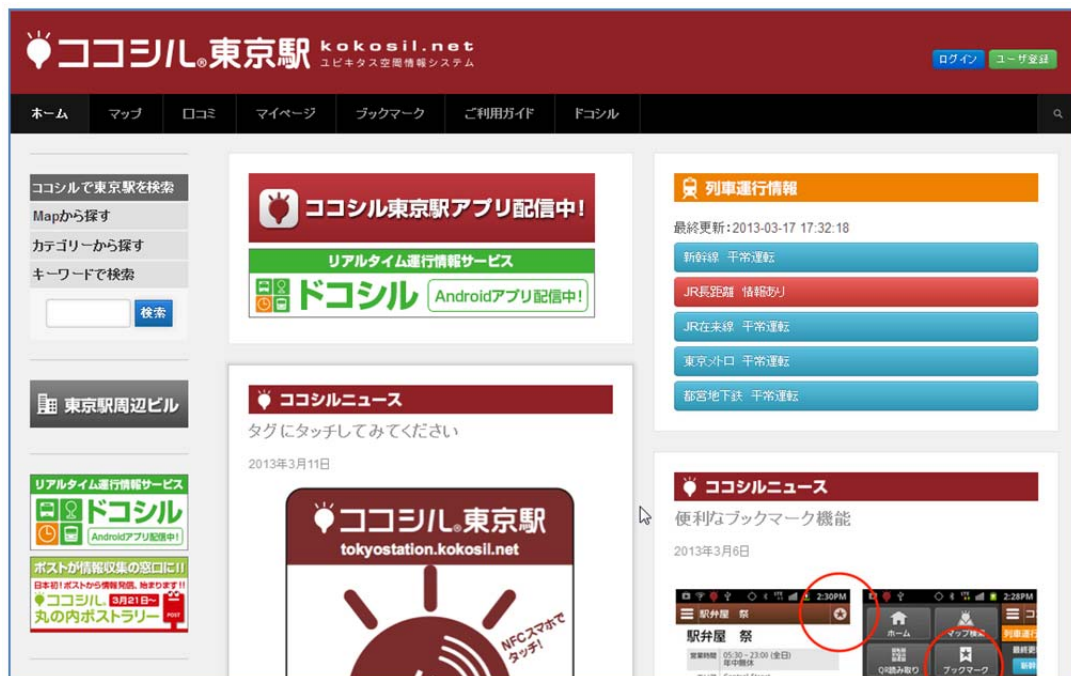 ココシル®東京駅 kokosil.net
ユビキタス空間情報システム
ログイン ユーザ登録
ホーム マップ 口コミ マイページ ブックマーク ご利用ガイド ドコシル
ココシルで東京駅を検索
Mapから探す
カテゴリーから探す
キーワードで検索
検索
東京駅周辺ビル
リアルタイム運行情報サービス
ドコシル
Androidアプリ配信中!
ポストが情報収集の窓口に!!
日本初!ポストから情報発信、始まります!!
ココシル® 3月21日~
丸の内ポストラリー
POST
ココシル東京駅アプリ配信中!
リアルタイム運行情報サービス
ドコシル Androidアプリ配信中!
ココシルニュース
タグにタッチしてみてください
2013年3月11日
ココシル®東京駅
tokyostation.kokosil.net
NFCスマホで
タッチ!
列車運行情報
最終更新:2013-03-17 17:32:18
新幹線 平常運転
JR長距離 情報あり
JR在来線 平常運転
東京メトロ 平常運転
都営地下鉄 平常運転
ココシルニュース
便利なブックマーク機能
2013年3月6日
2:30PM
駅弁屋 祭
駅弁屋 祭
営業時間 05:30~23:00 (全日)
年中無休
2:28PM
ホーム マップ検索
QR読み取り ブックマーク